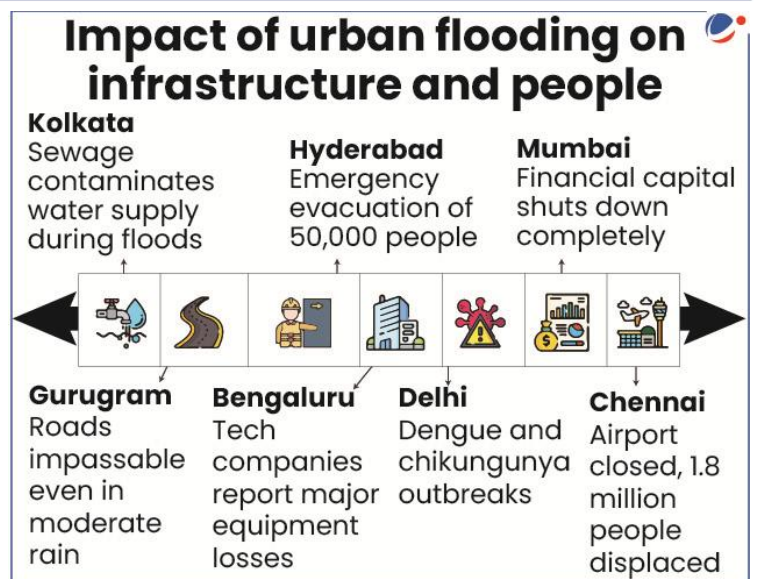 Impact of urban flooding on
infrastructure and people
Kolkata
Sewage
contaminates
water supply
during floods
Hyderabad
Emergency
evacuation of
50,000 people
Mumbai
Financial capital
shuts down
completely
Gurugram
Roads
impassable
even in
moderate
rain
Bengaluru
Tech
companies
report major
equipment
losses
Delhi
Dengue and
chikungunya
outbreaks
Chennai
Airport
closed, 1.8
million
people
displaced